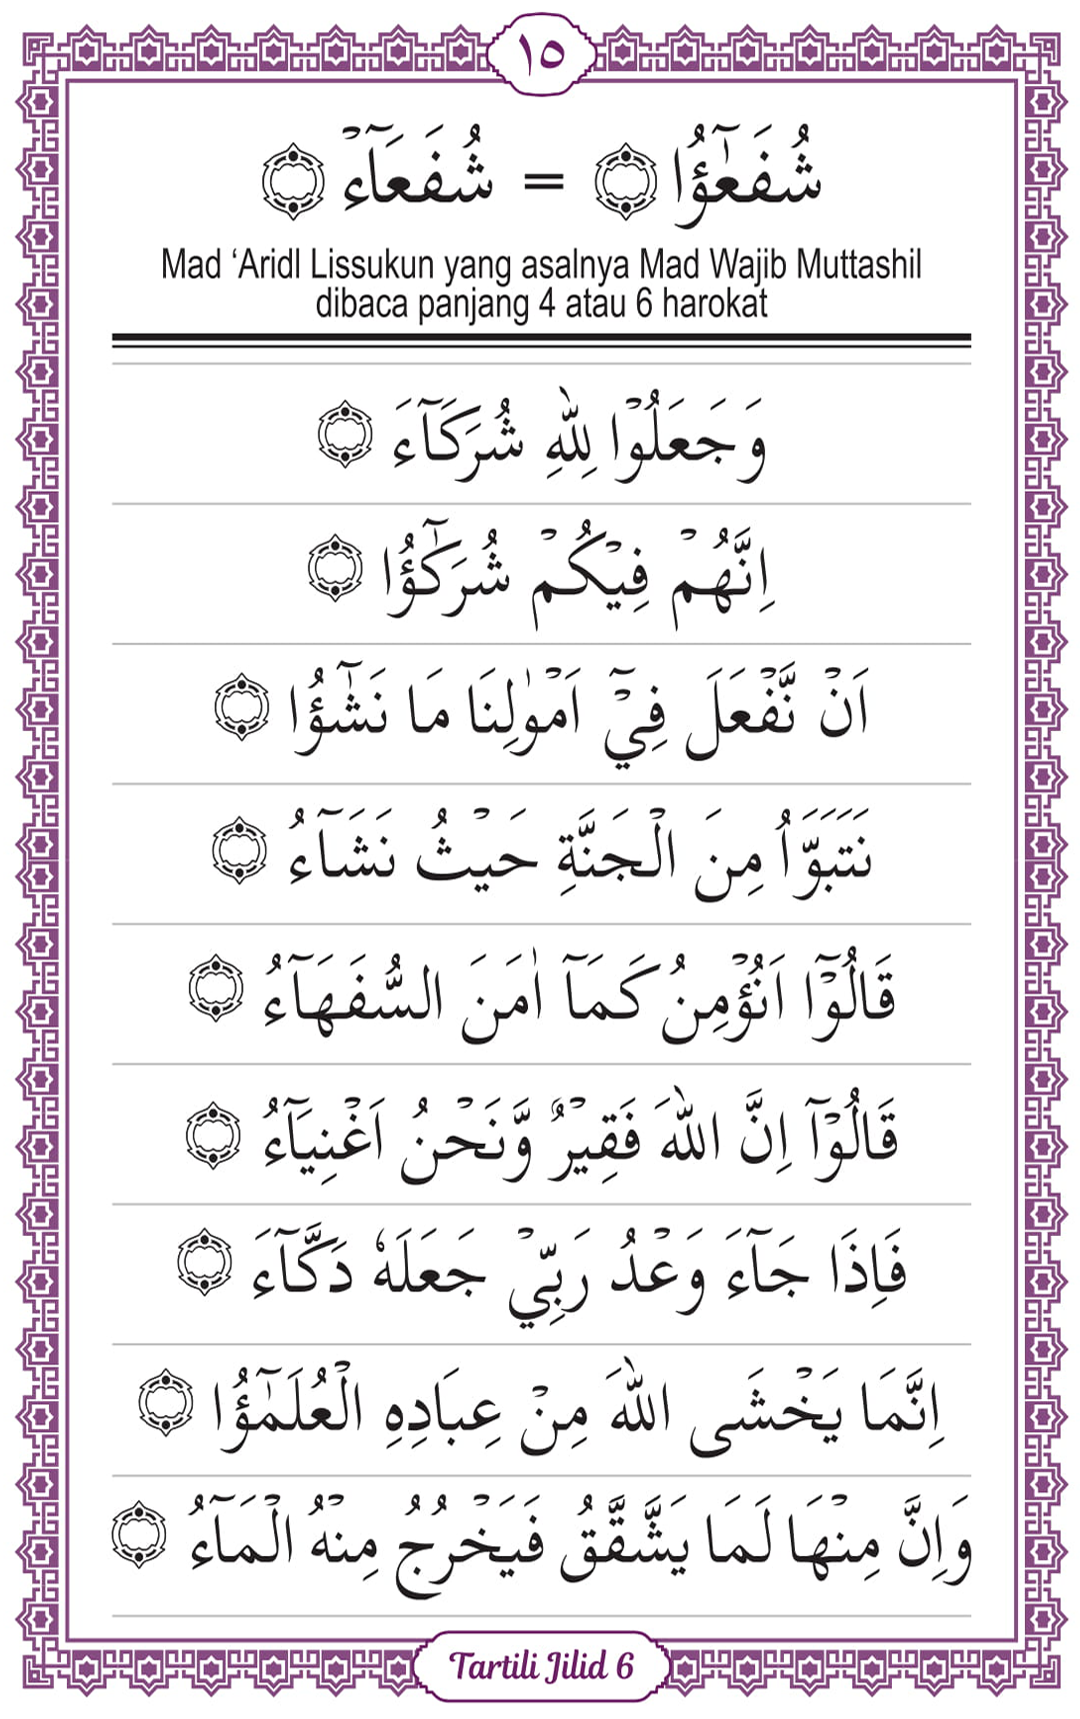 ١٥
شُفَعٰٓؤُا ۝ = شُفَعَآءْ ۝
Mad ‘Aridl Lissukun yang asalnya Mad Wajib Muttashil
dibaca panjang 4 atau 6 harokat
وَجَعَلُوْا لِلّٰهِ شُرَكَآءَ ۝
اِنَّهُمْ فِيْكُمْ شُرَكٰٓؤُا ۝
اَنْ نَّفْعَلَ فِيْٓ اَمْوٰلِنَا مَا نَشٰٓؤُا ۝
نَتَبَوَّاُ مِنَ الْجَنَّةِ حَيْثُ نَشَآءُ ۝
قَالُوْٓا اَنُؤْمِنُ كَمَآ اٰمَنَ السُّفَهَآءُ ۝
قَالُوْٓا اِنَّ اللّٰهَ فَقِيْرٌ وَّنَحْنُ اَغْنِيَآءُ ۝
فَاِذَا جَآءَ وَعْدُ رَبِّيْ جَعَلَهٗ دَكَّآءَ ۝
اِنَّمَا يَخْشَى اللّٰهَ مِنْ عِبَادِهِ الْعُلَمٰٓؤُا ۝
وَاِنَّ مِنْهَا لَمَا يَشَّقَّقُ فَيَخْرُجُ مِنْهُ الْمَآءُ ۝
Tartili Jilid 6